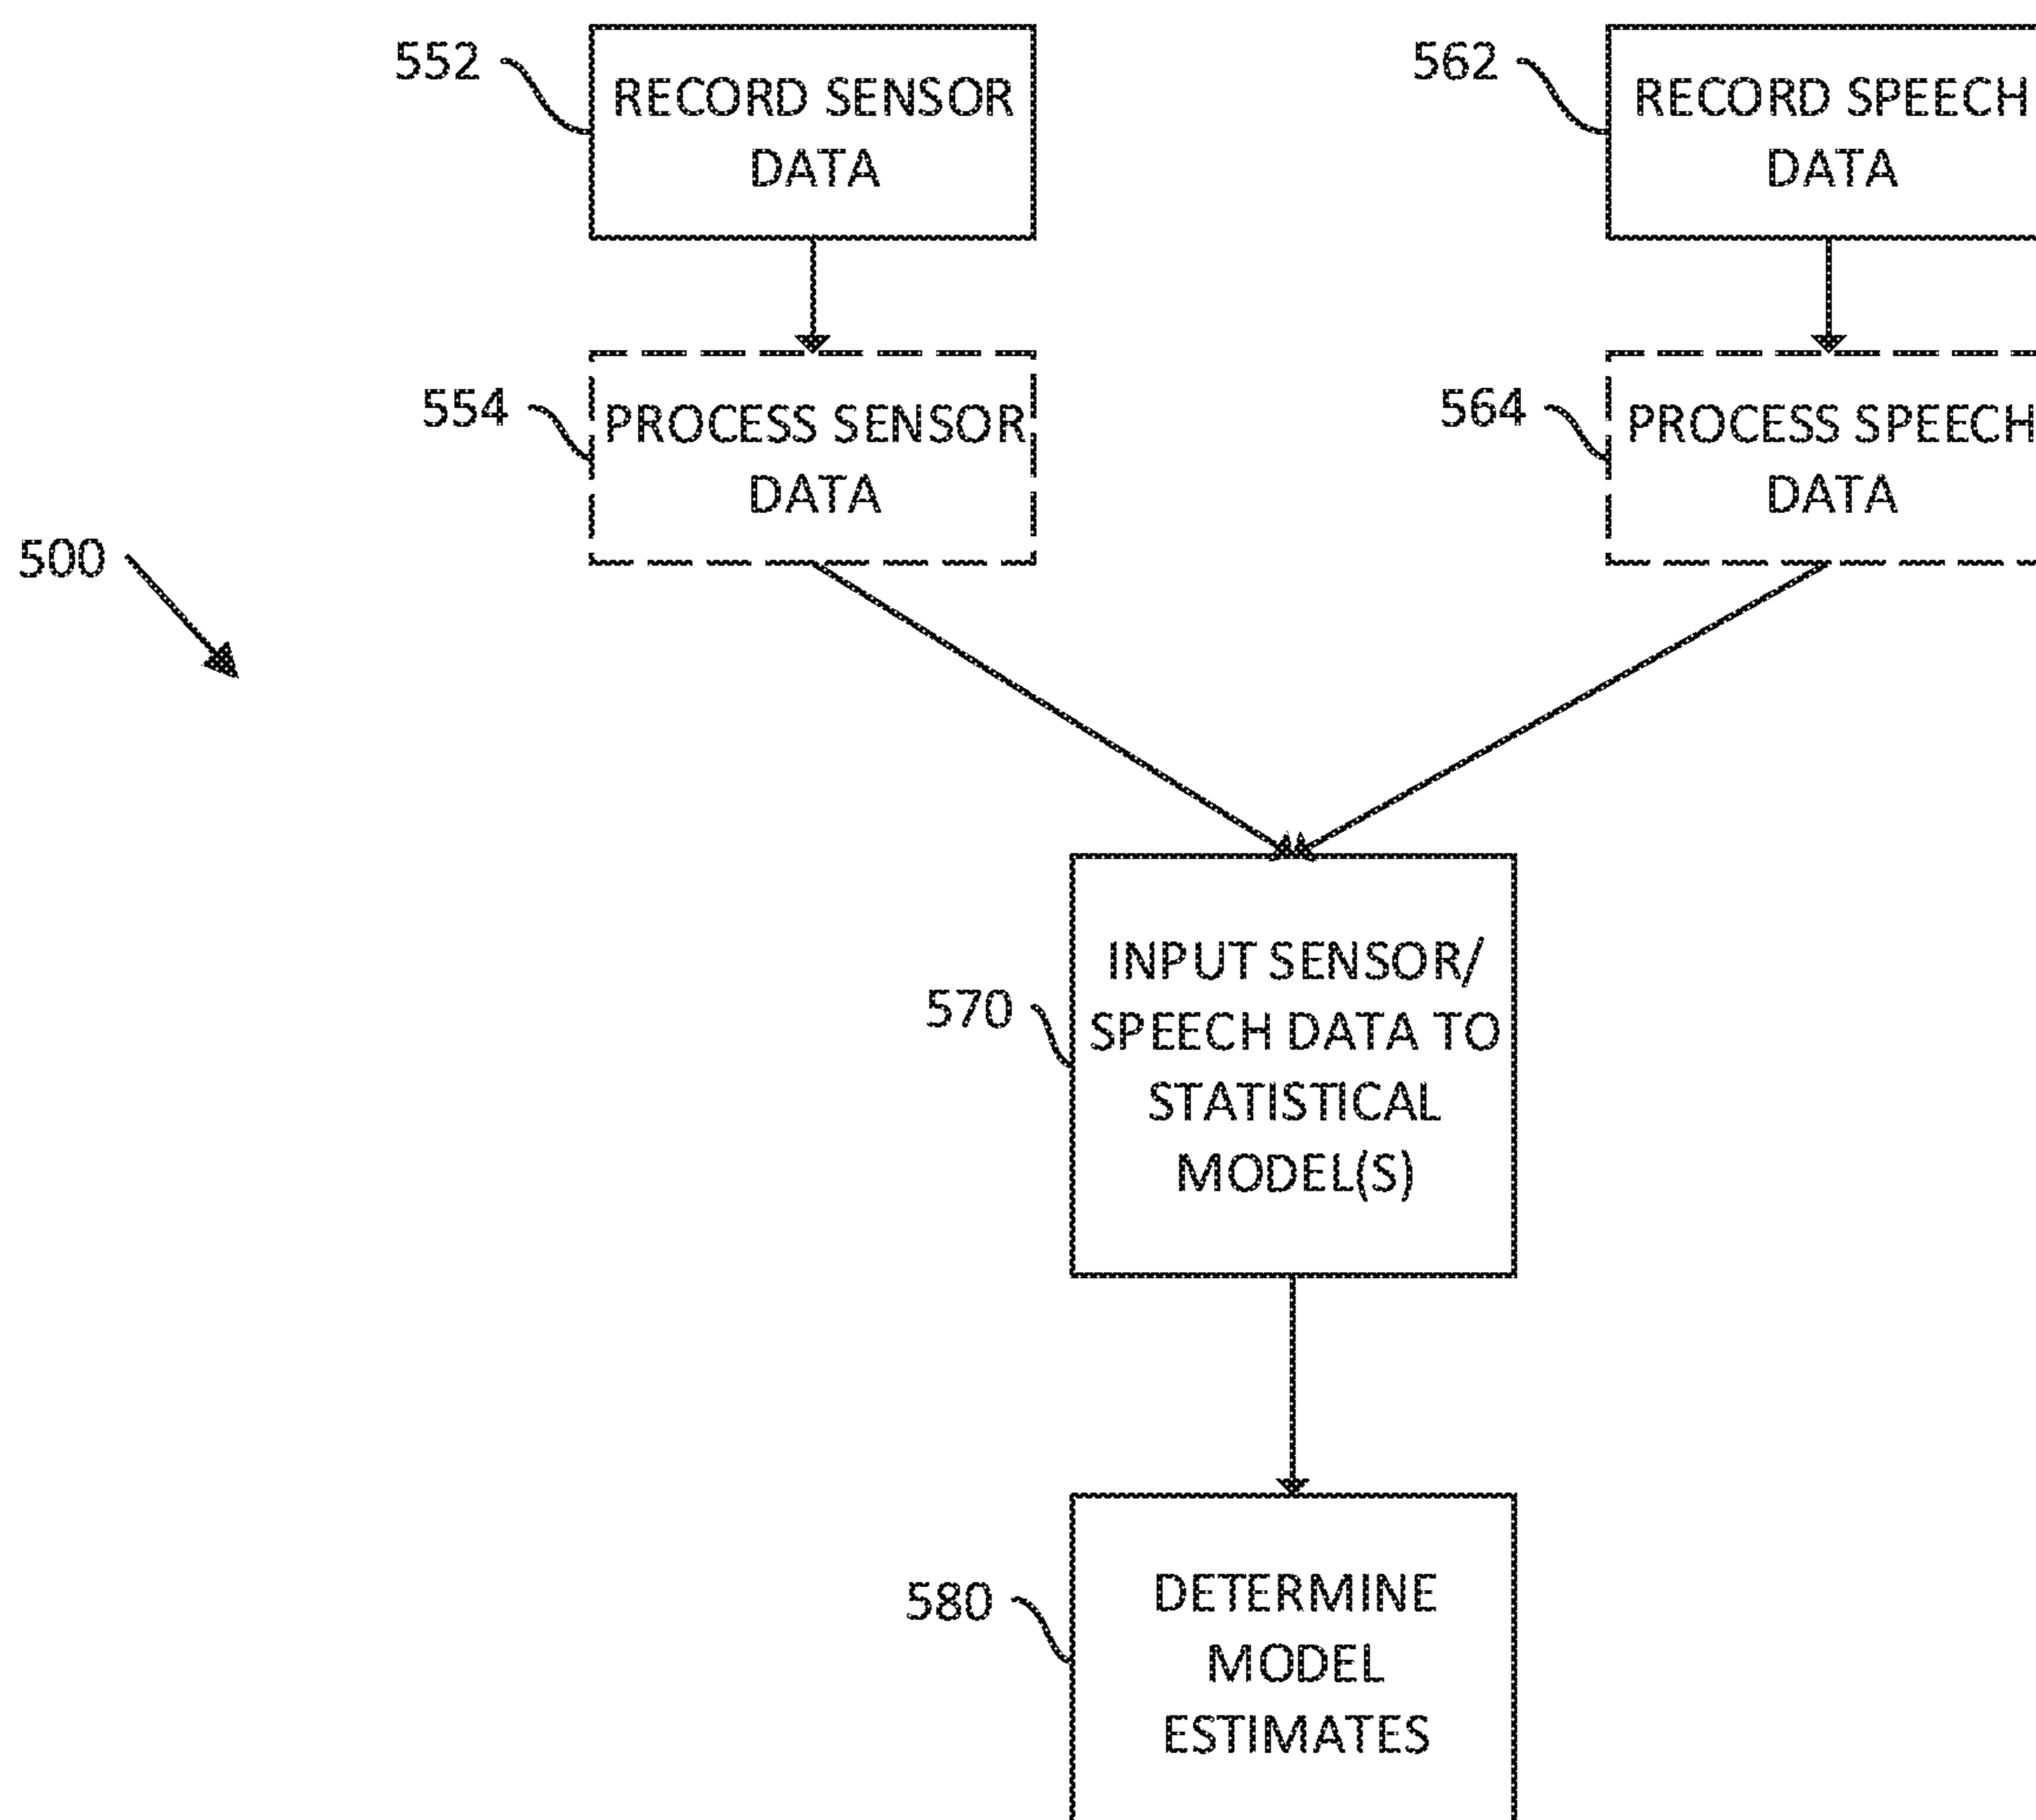 552
RECORD SENSOR
DATA
562
RECORD SPEECH
DATA
554
PROCESS SENSOR
DATA
564
PROCESS SPEECH
DATA
500
570
INPUT SENSOR/
SPEECH DATA TO
STATISTICAL
MODEL(S)
580
DETERMINE
MODEL
ESTIMATES